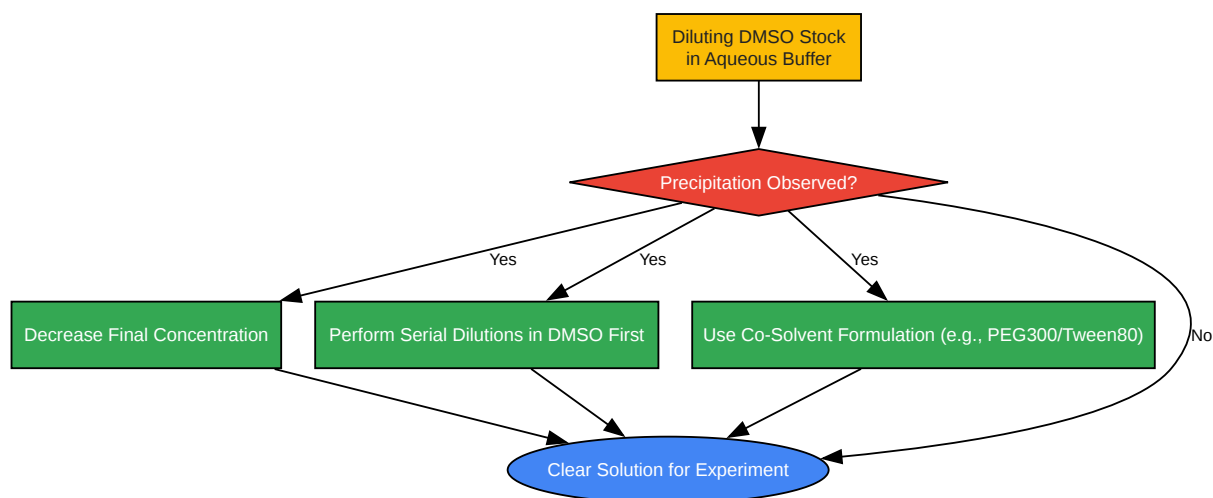 Diluting DMSO Stock
in Aqueous Buffer
Precipitation Observed?
Yes
Yes
Yes
No
Decrease Final Concentration
Perform Serial Dilutions in DMSO First
Use Co-Solvent Formulation (e.g., PEG300/Tween80)
Clear Solution for Experiment